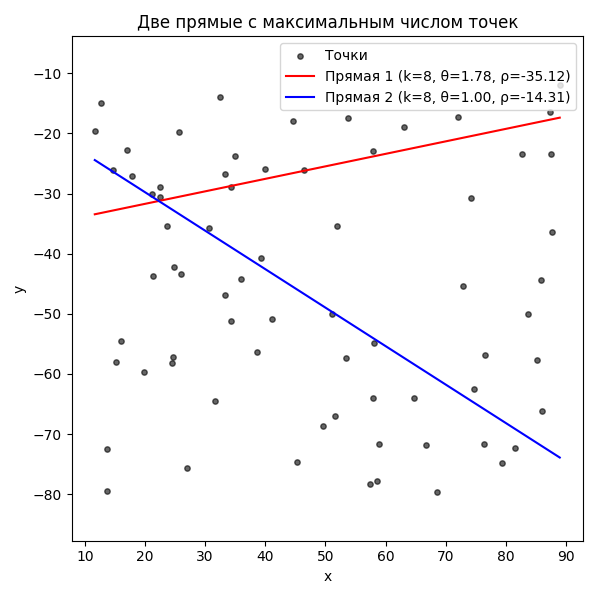 Две прямые с максимальным числом точек
Точки
Прямая 1 (k=8, θ=1.78, ρ=-35.12)
Прямая 2 (k=8, θ=1.00, ρ=-14.31)
−10
−20
−30
−40
−50
−60
−70
−80
y
10 20 30 40 50 60 70 80 90
x